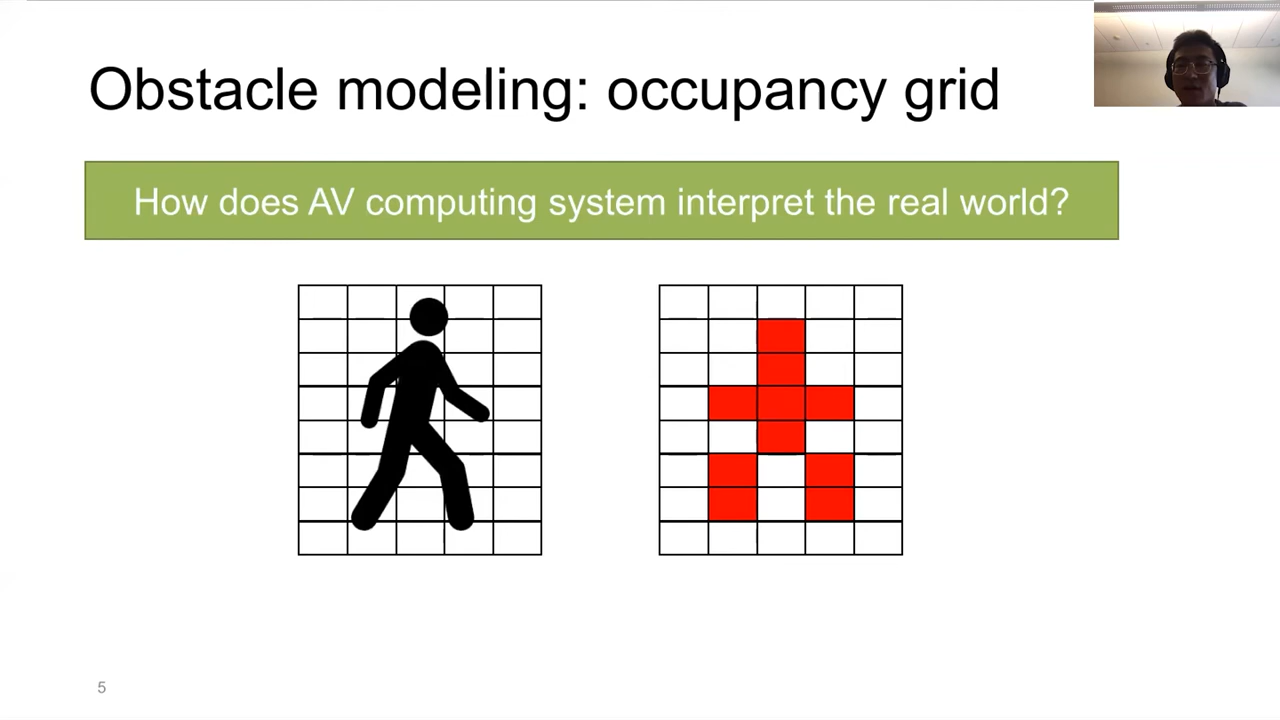 Obstacle modeling: occupancy grid
How does AV computing system interpret the real world?
5